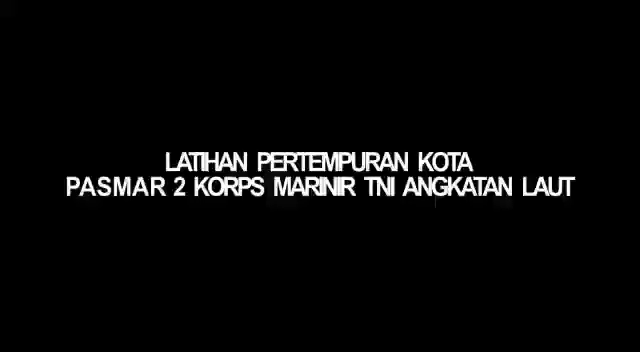 LATIHAN PERTEMPURAN KOTA
PASMAR 2 KORPS MARINIR TNI ANGKATAN LAUT